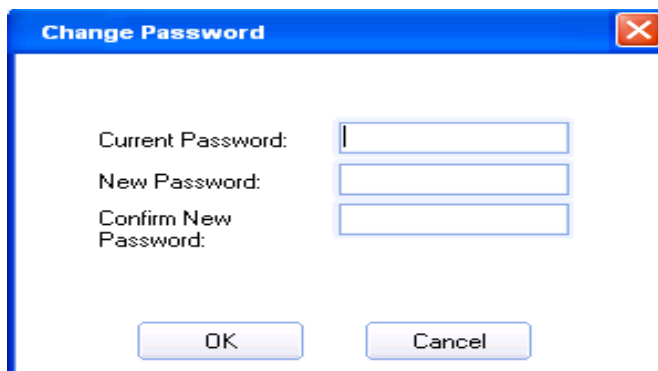 Change Password
Current Password:
New Password:
Confirm New
Password:
OK
Cancel